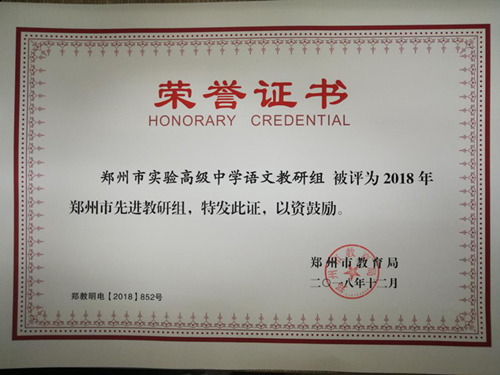 荣誉证书
HONORARY CREDENTIAL
郑州市实验高级中学语文教研组 被评为2018年
郑州市先进教研组，特发此证，以资鼓励。
郑州市教育局
二〇一八年十二月
郑教明电【2018】852号